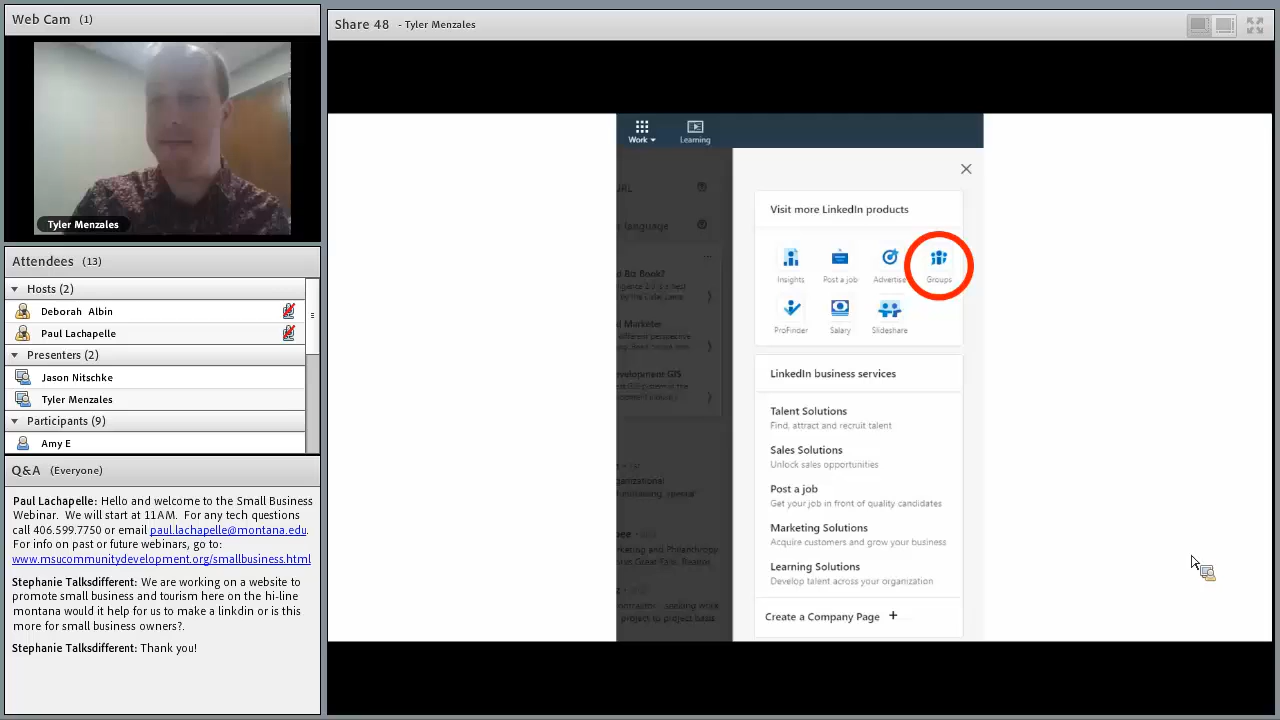 Web Cam (1)
Tyler Menzales
Attendees (13)
Hosts (2)
Deborah Albin
Paul Lachapelle
Presenters (2)
Jason Nitschke
Tyler Menzales
Participants (9)
Amy E
Q&A (Everyone)
Paul Lachapelle: Hello and welcome to the Small Business
Webinar. We will start at 11AM. For any tech questions
call 406.599.7750 or email paul.lachapelle@montana.edu.
For info on past or future webinars, go to:
www.msucommunitydevelopment.org/smallbusiness.html
Stephanie Talksdifferent: We are working on a website to
promote small business and tourism here on the hi-line
montana would it help for us to make a linkdin or is this
more for small business owners?.
Stephanie Talksdifferent: Thank you!
Share 48 - Tyler Menzales
Work
Learning
URL
language
Visit more LinkedIn products
Insights
Post a job
Advertise
Groups
ProFinder
Salary
Slideshare
LinkedIn business services
Talent Solutions
Find, attract and recruit talent
Sales Solutions
Unlock sales opportunities
Post a job
Get your job in front of quality candidates
Marketing Solutions
Acquire customers and grow your business
Learning Solutions
Develop talent across your organization
Create a Company Page +